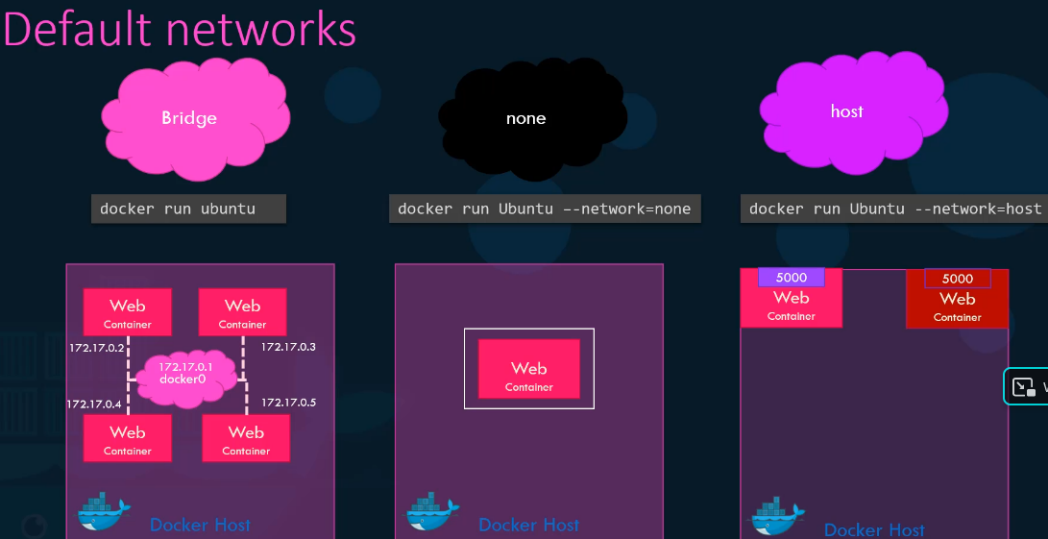 Default networks
Bridge
none
host
docker run ubuntu
docker run Ubuntu --network=none
docker run Ubuntu --network=host
Web
Container
Web
Container
172.17.0.2
172.17.0.3
172.17.0.1
docker0
172.17.0.4
172.17.0.5
Web
Container
Web
Container
Docker Host
Web
Container
Docker Host
5000
Web
Container
5000
Web
Container
Docker Host